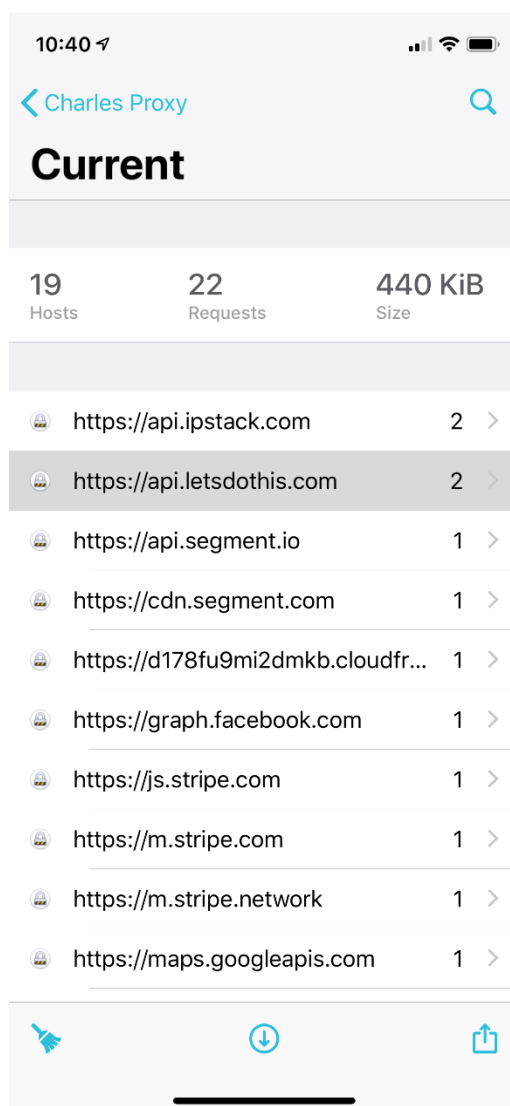 10:40
Charles Proxy
Current
19 22 440 KiB
Hosts Requests Size
https://api.ipstack.com 2
https://api.letsdothis.com 2
https://api.segment.io 1
https://cdn.segment.com 1
https://d178fu9mi2dmkb.cloudfr... 1
https://graph.facebook.com 1
https://js.stripe.com 1
https://m.stripe.com 1
https://m.stripe.network 1
https://maps.googleapis.com 1